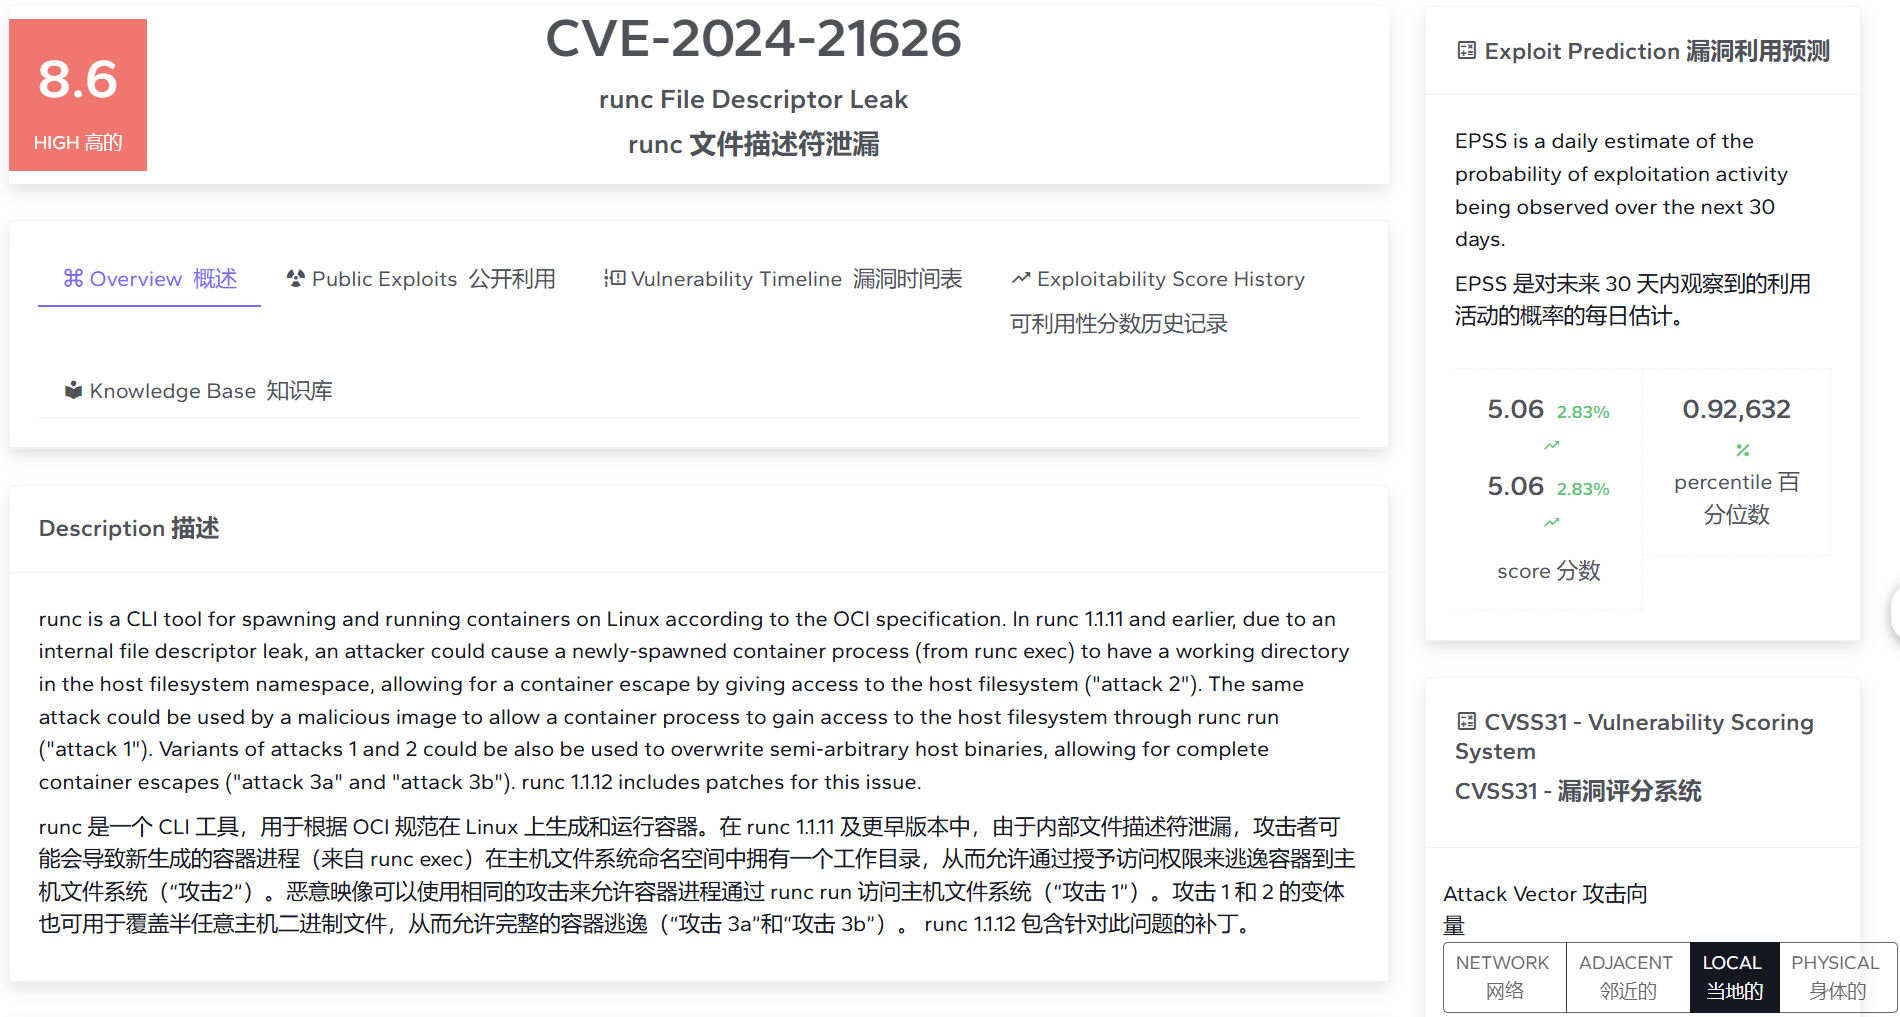 8.6
HIGH 高的
CVE-2024-21626
runc File Descriptor Leak
runc 文件描述符泄漏
Overview 概述
Public Exploits 公开利用
Vulnerability Timeline 漏洞时间表
Exploitability Score History
可利用性分数历史记录
Knowledge Base 知识库
Description 描述
runc is a CLI tool for spawning and running containers on Linux according to the OCI specification. In runc 1.1.11 and earlier, due to an
internal file descriptor leak, an attacker could cause a newly-spawned container process (from runc exec) to have a working directory
in the host filesystem namespace, allowing for a container escape by giving access to the host filesystem ("attack 2"). The same
attack could be used by a malicious image to allow a container process to gain access to the host filesystem through runc run
("attack 1"). Variants of attacks 1 and 2 could be also be used to overwrite semi-arbitrary host binaries, allowing for complete
container escapes ("attack 3a" and "attack 3b"). runc 1.1.12 includes patches for this issue.
runc 是一个 CLI 工具，用于根据 OCI 规范在 Linux 上生成和运行容器。在 runc 1.1.11 及更早版本中，由于内部文件描述符泄漏，攻击者可
能会导致新生成的容器进程（来自 runc exec）在主机文件系统命名空间中拥有一个工作目录，从而允许通过授予访问权限来逃逸容器到主
机文件系统（“攻击2”）。恶意映像可以使用相同的攻击来允许容器进程通过 runc run 访问主机文件系统（“攻击 1”）。攻击 1 和 2 的变体
也可用于覆盖半任意主机二进制文件，从而允许完整的容器逃逸（“攻击 3a”和“攻击 3b”）。 runc 1.1.12 包含针对此问题的补丁。
Exploit Prediction 漏洞利用预测
EPSS is a daily estimate of the
probability of exploitation activity
being observed over the next 30
days.
EPSS 是对未来 30 天内观察到的利用
活动的概率的每日估计。
5.06 2.83%
5.06 2.83%
score 分数
0.92,632
%
percentile 百
分位数
CVSS31 - Vulnerability Scoring
System
CVSS31 - 漏洞评分系统
Attack Vector 攻击向
量
NETWORK
网络
ADJACENT
邻近的
LOCAL
当地的
PHYSICAL
身体的